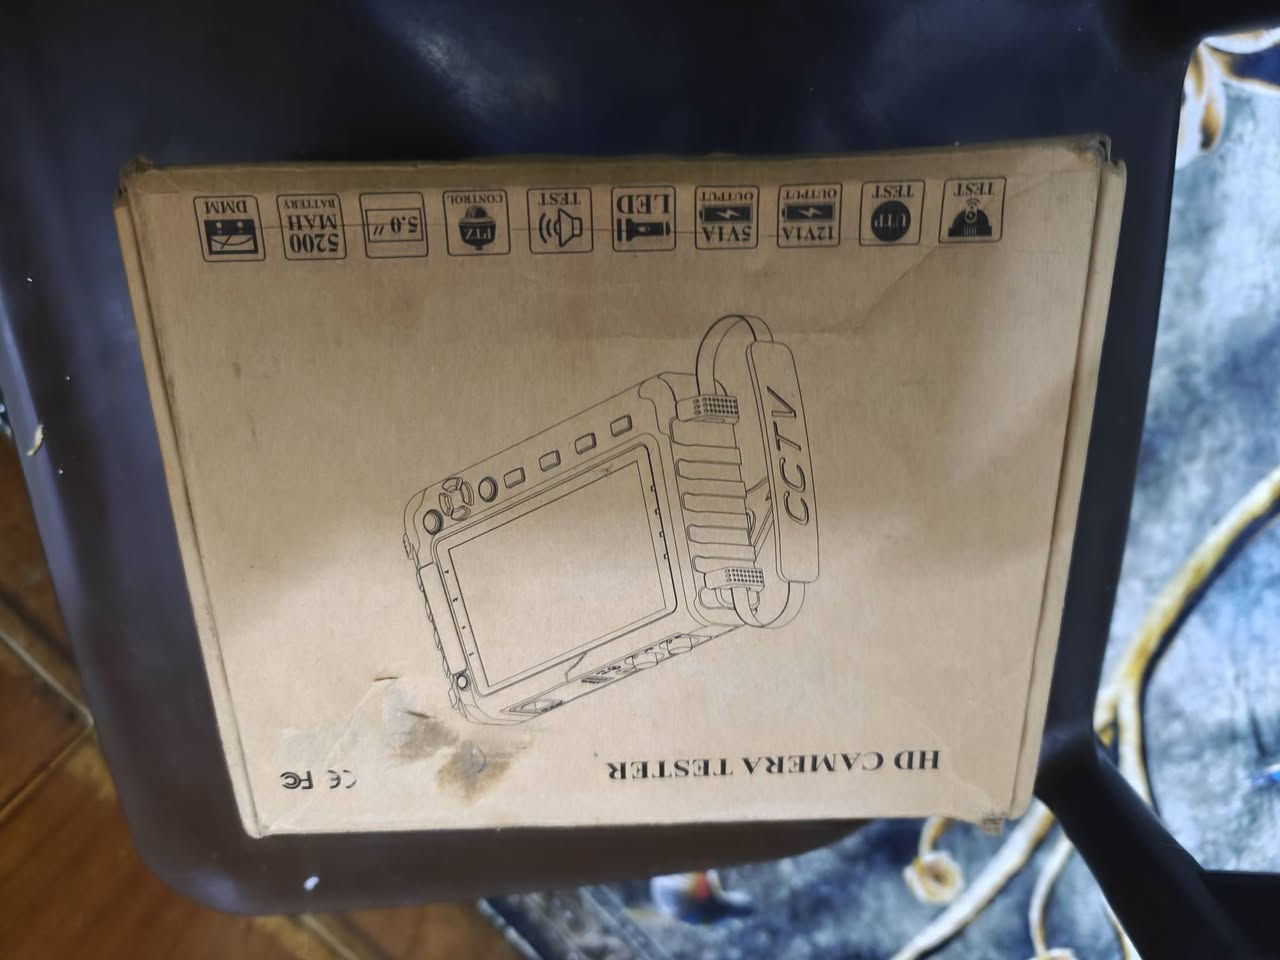 HD CAMERA TESTER
CE FC
CCTV
TEST
UTP
TEST
12V1A
OUTPUT
5V1A
OUTPUT
LED
TEST
PTZ
CONTROL
5.0"
5200
MAH
BATTERY
DMM